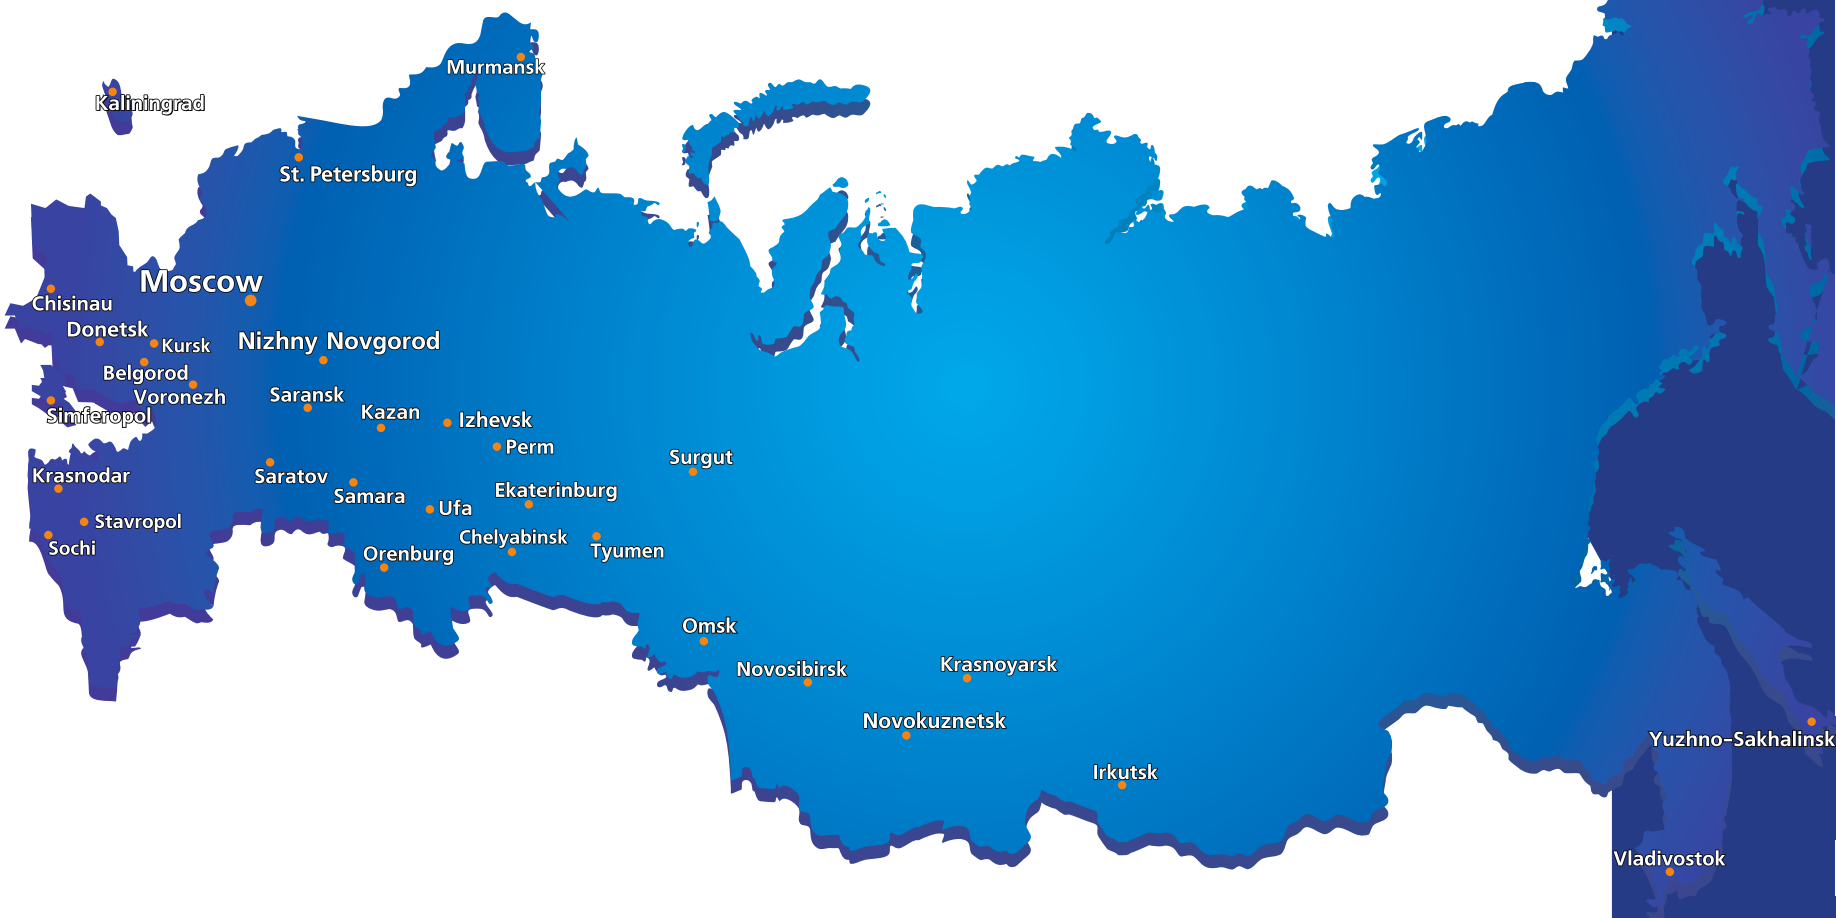 Murmansk
Kaliningrad
St. Petersburg
Moscow
Chisinau
Donetsk
Kursk
Nizhny Novgorod
Belgorod
Voronezh
Saransk
Simferopol
Kazan
Izhevsk
Perm
Surgut
Krasnodar
Saratov
Samara
Ekaterinburg
Ufa
Stavropol
Sochi
Chelyabinsk
Orenburg
Tyumen
Omsk
Novosibirsk
Krasnoyarsk
Novokuznetsk
Yuzhno-Sakhalinsk
Irkutsk
Vladivostok